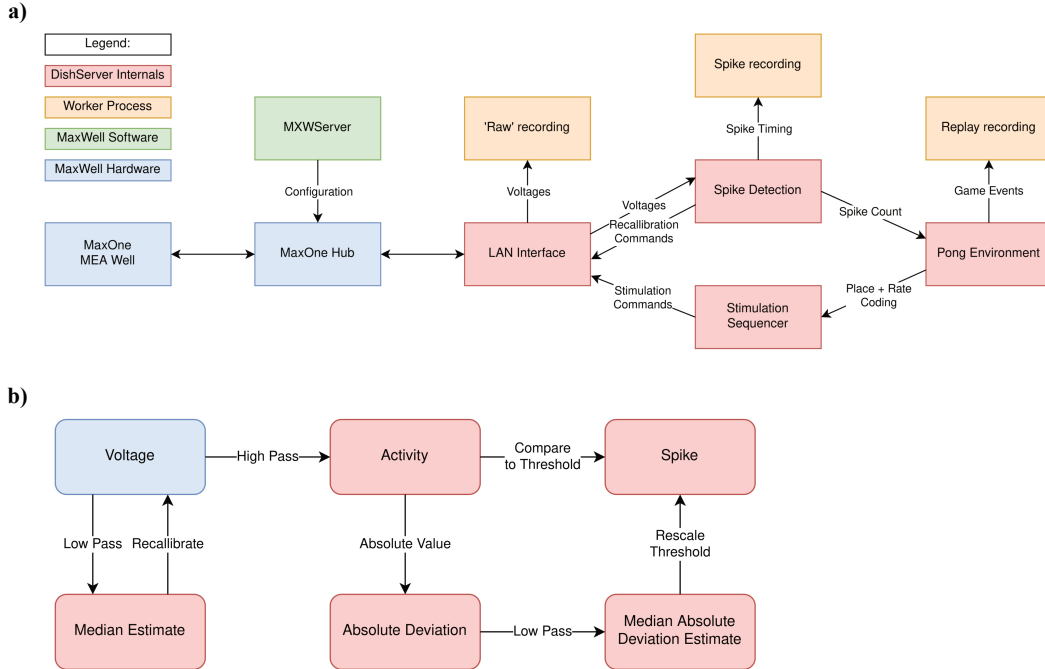 a)
Legend:
DishServer Internals
Worker Process
MaxWell Software
MaxWell Hardware
MXWServer
'Raw' recording
Spike recording
Replay recording
Configuration
Voltages
Spike Timing
Game Events
Voltages
Recallibration
Commands
Spike Detection
Spike Count
MaxOne
MEA Well
MaxOne Hub
LAN Interface
Pong Environment
Stimulation
Commands
Stimulation
Sequencer
Place + Rate
Coding
b)
Voltage
High Pass
Activity
Compare
to Threshold
Spike
Low Pass
Recallibrate
Absolute Value
Rescale
Threshold
Median Estimate
Absolute Deviation
Low Pass
Median Absolute
Deviation Estimate